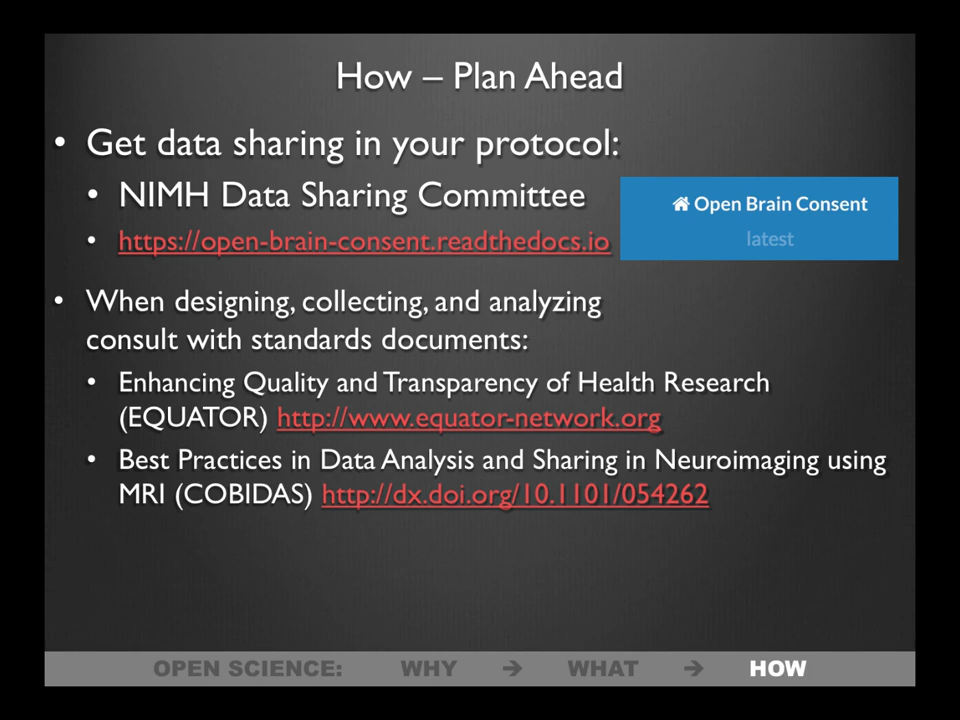 How – Plan Ahead
• Get data sharing in your protocol:
• NIMH Data Sharing Committee
• https://open-brain-consent.readthedocs.io
Open Brain Consent
latest
• When designing, collecting, and analyzing
consult with standards documents:
• Enhancing Quality and Transparency of Health Research
(EQUATOR) http://www.equator-network.org
• Best Practices in Data Analysis and Sharing in Neuroimaging using
MRI (COBIDAS) http://dx.doi.org/10.1101/054262
OPEN SCIENCE: WHY → WHAT → HOW